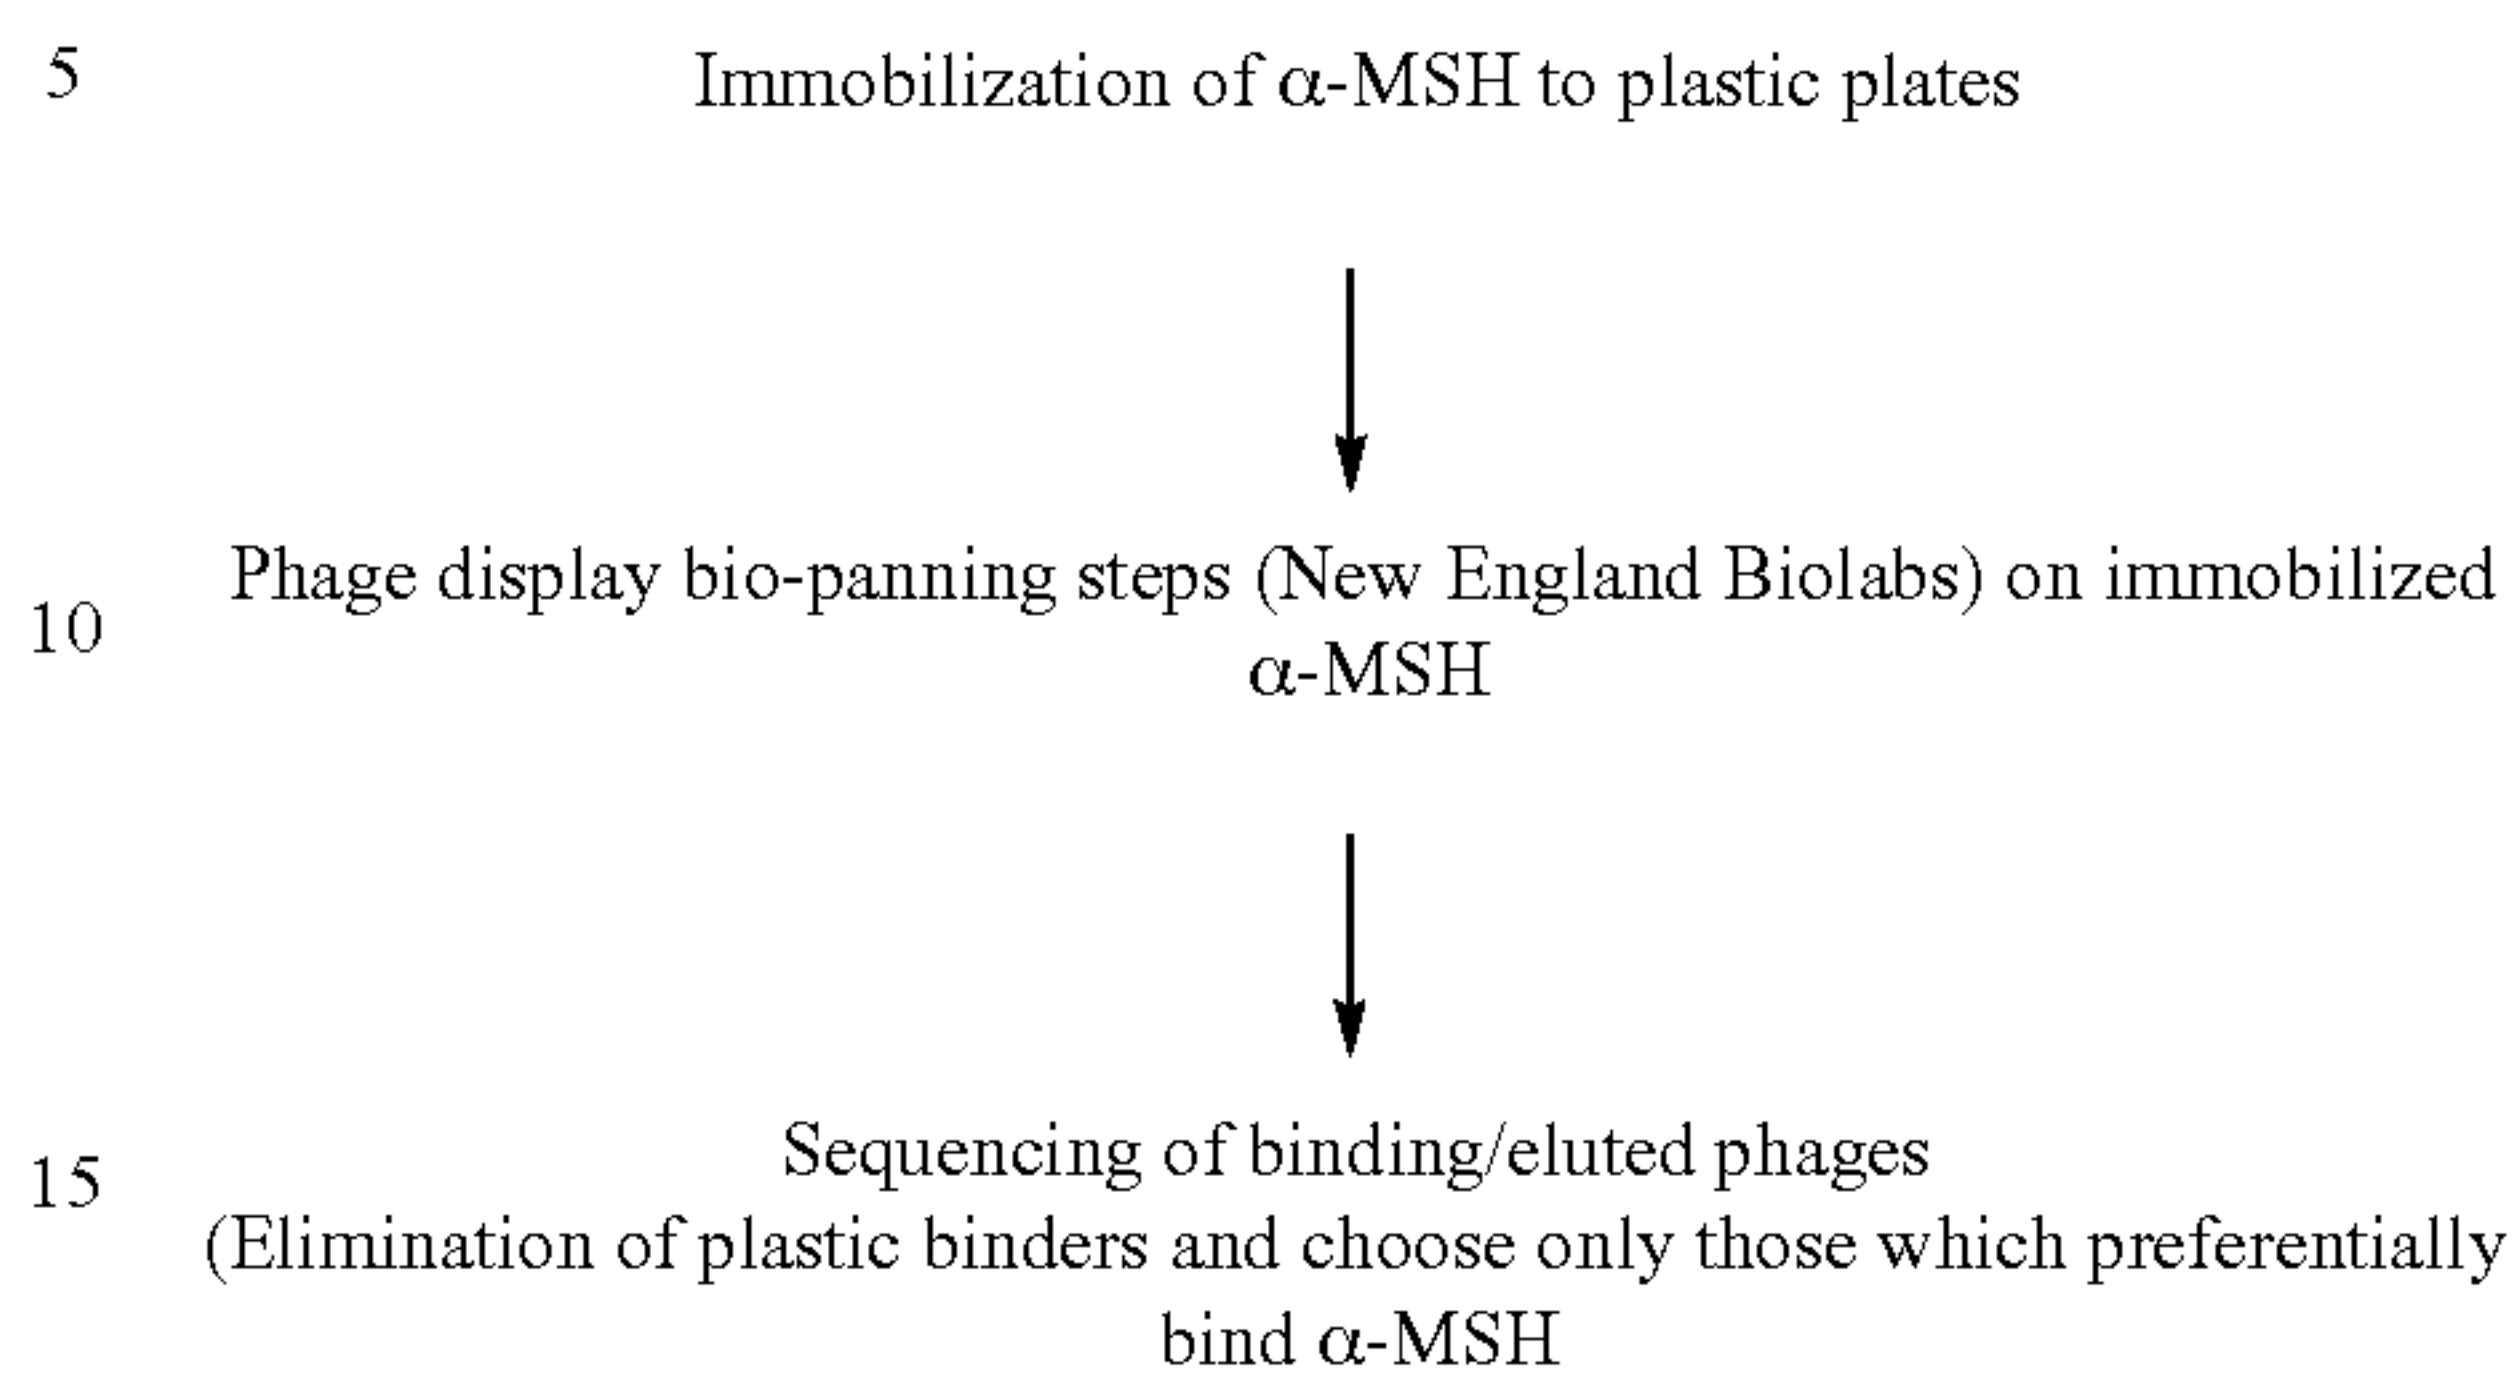 5 Immobilization of α-MSH to plastic plates
Phage display bio-panning steps (New England Biolabs) on immobilized
10
α-MSH
15 Sequencing of binding/eluted phages
(Elimination of plastic binders and choose only those which preferentially
bind α-MSH